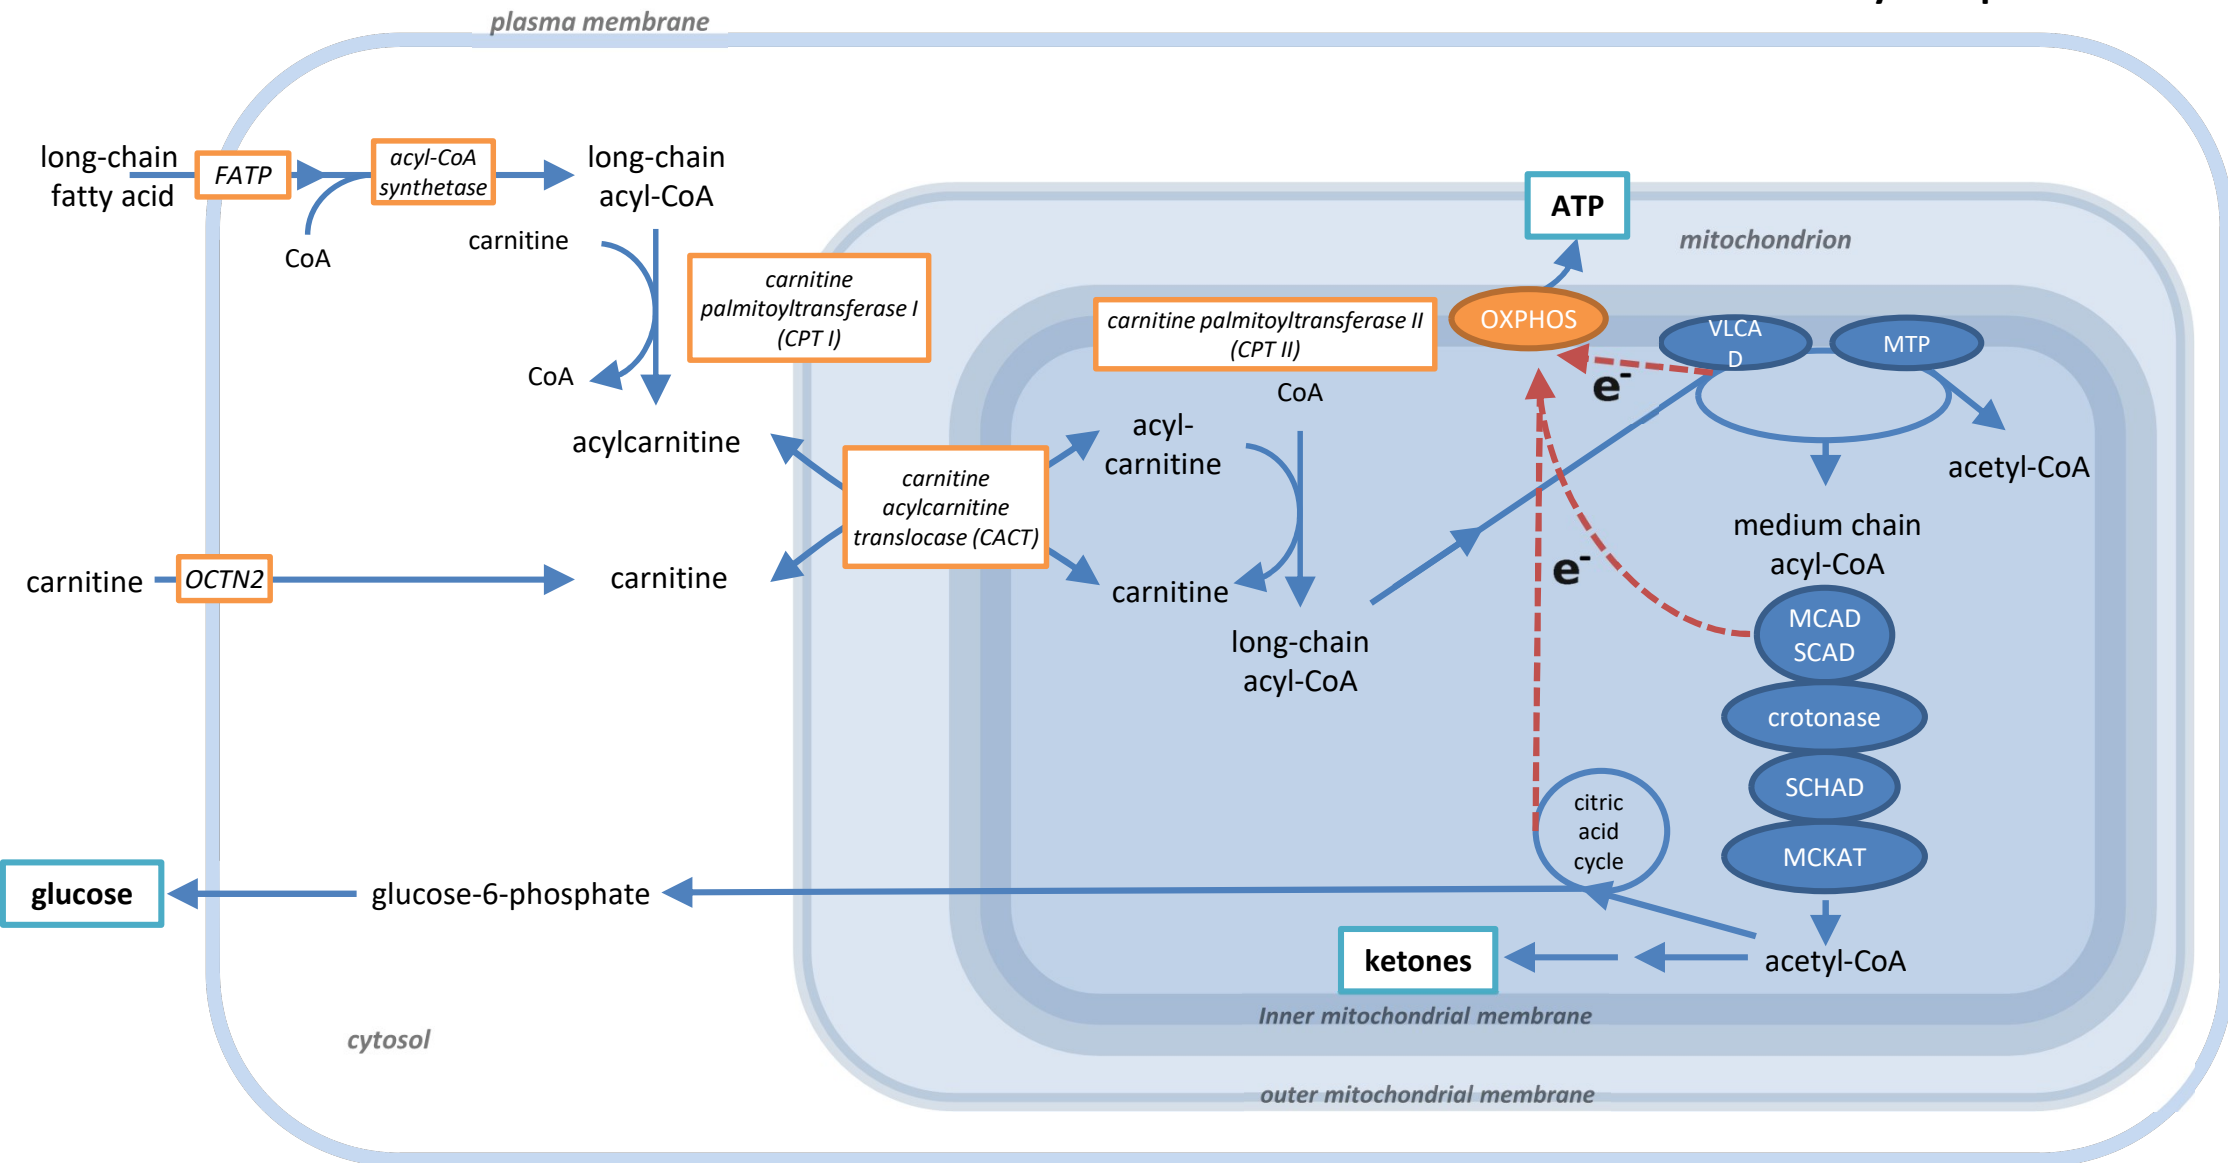 plasma membrane
long-chain
fatty acid
FATP
acyl-CoA
synthetase
long-chain
acyl-CoA
CoA
carnitine
carnitine
palmitoyltransferase I
(CPT I)
CoA
acylcarnitine
carnitine
OCTN2
carnitine
carnitine
acylcarnitine
translocase (CACT)
ATP
mitochondrion
carnitine palmitoyltransferase II
(CPT II)
OXPHOS
VLCA
D
MTP
e-
CoA
acyl-
carnitine
carnitine
long-chain
acyl-CoA
acetyl-CoA
medium chain
acyl-CoA
e-
MCAD
SCAD
crotonase
SCHAD
MCKAT
citric
acid
cycle
glucose
glucose-6-phosphate
ketones
acetyl-CoA
Inner mitochondrial membrane
cytosol
outer mitochondrial membrane